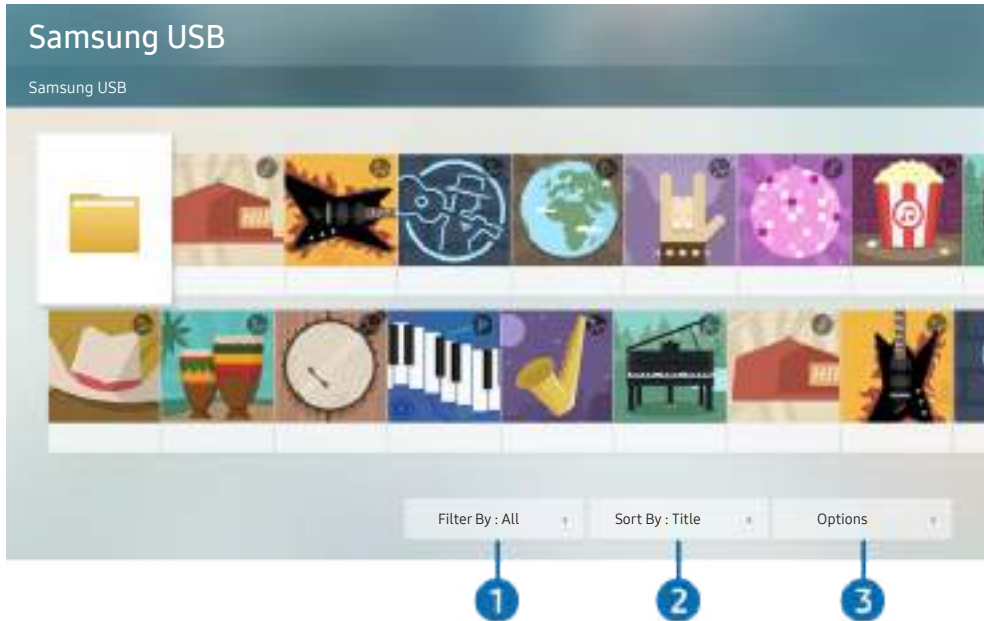 Samsung USB
Samsung USB
Filter By : All
Sort By : Title
Options
1
2
3